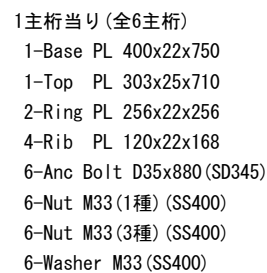 1主桁当り(全6主桁)
1-Base PL 400x22x750
1-Top PL 303x25x710
2-Ring PL 256x22x256
4-Rib PL 120x22x168
6-Anc Bolt D35x880(SD345)
6-Nut M33(1種)(SS400)
6-Nut M33(3種)(SS400)
6-Washer M33(SS400)